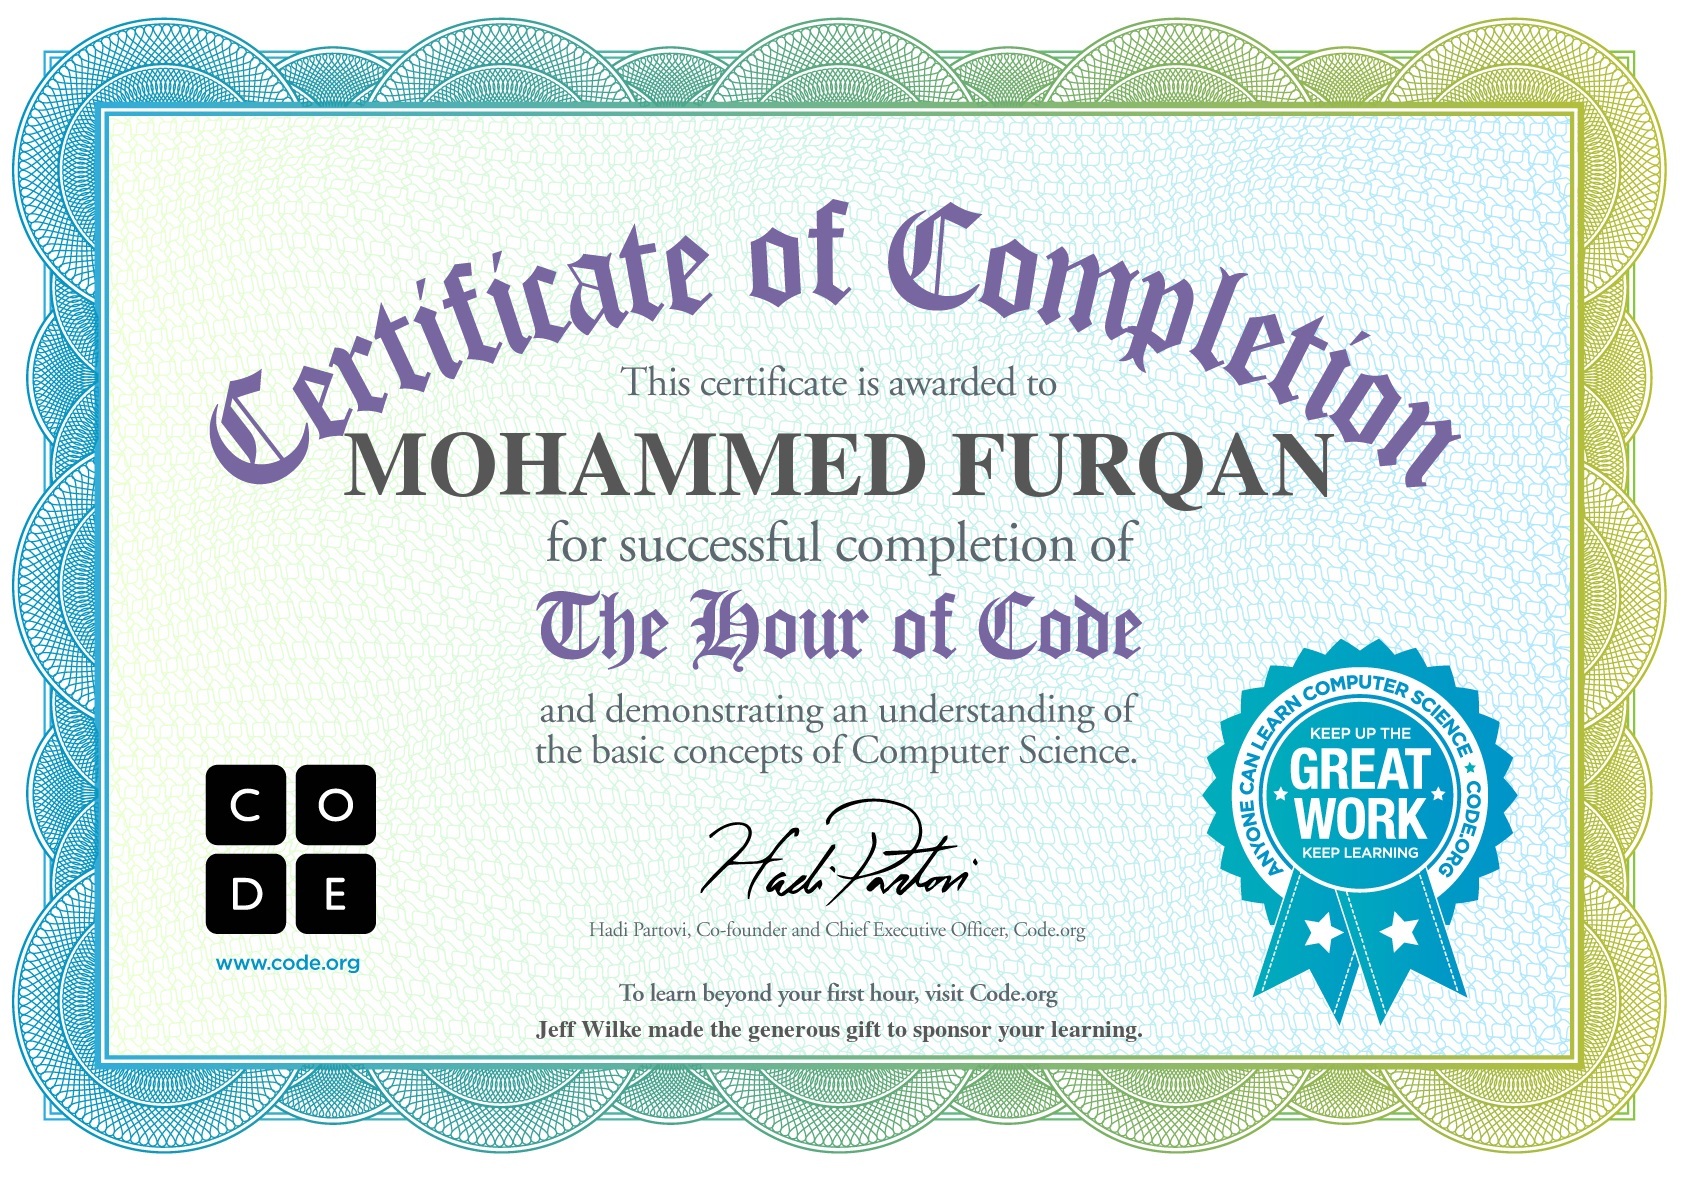 Certificate of Completion
This certificate is awarded to
MOHAMMED FURQAN
for successful completion of
The Hour of Code
and demonstrating an understanding of
the basic concepts of Computer Science.
C O
D E
www.code.org
Hadi Partovi
Hadi Partovi, Co-founder and Chief Executive Officer, Code.org
To learn beyond your first hour, visit Code.org
Jeff Wilke made the generous gift to sponsor your learning.
ANYONE CAN LEARN COMPUTER SCIENCE ★ CODE.ORG
KEEP UP THE
GREAT
WORK
KEEP LEARNING